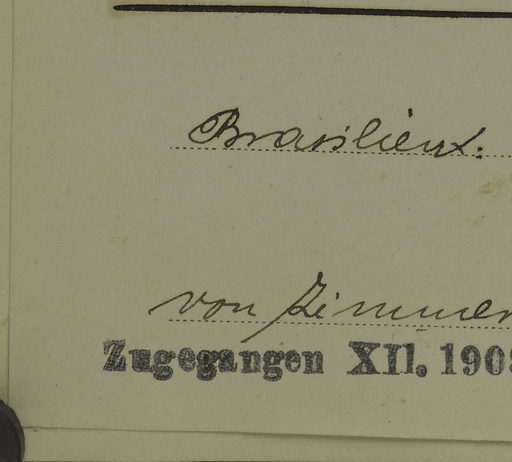 Brasilien:
von Zimmer
Zugegangen XII. 190